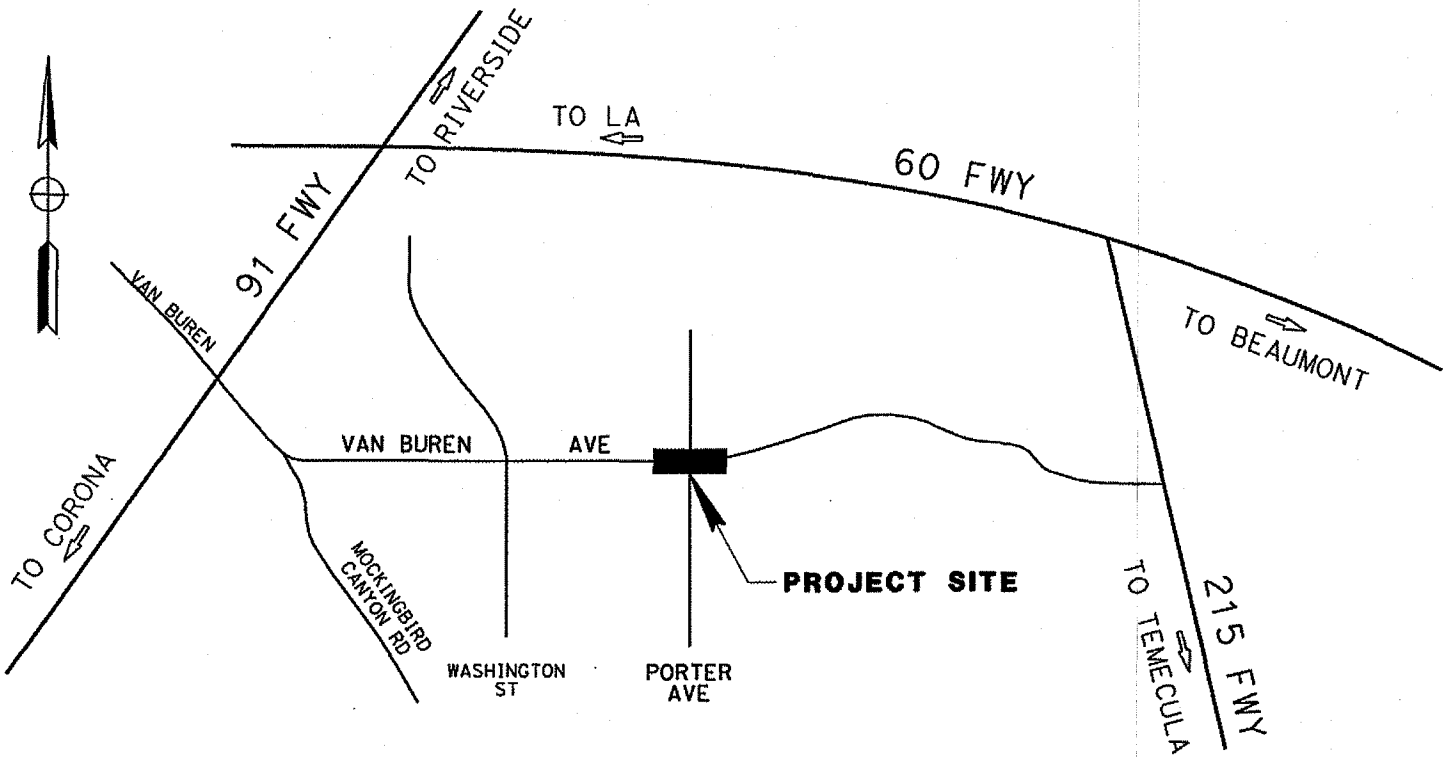 TO RIVERSIDE
TO LA
60 FWY
91 FWY
VAN BUREN
TO BEAUMONT
VAN BUREN AVE
TO CORONA
MOCKINGBIRD
CANYON RD
PROJECT SITE
WASHINGTON
ST
PORTER
AVE
TO TEMECULA
215 FWY